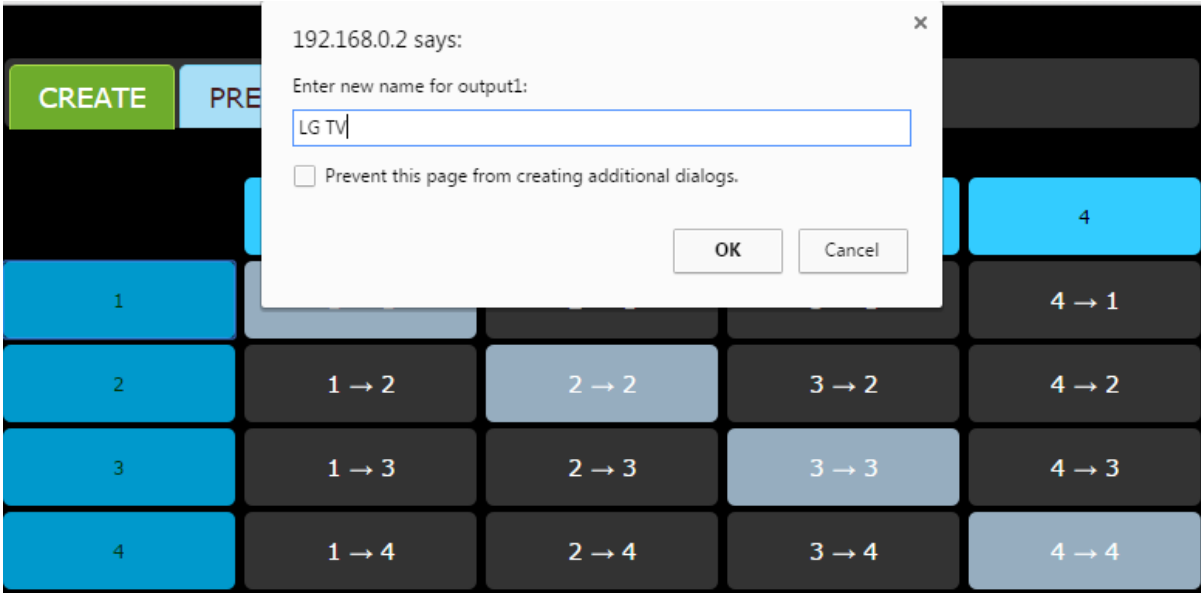 192.168.0.2 says:
×
Enter new name for output1:
LG TV
Prevent this page from creating additional dialogs.
OK Cancel
CREATE PRE
4
1 4 → 1
2 1 → 2 2 → 2 3 → 2 4 → 2
3 1 → 3 2 → 3 3 → 3 4 → 3
4 1 → 4 2 → 4 3 → 4 4 → 4